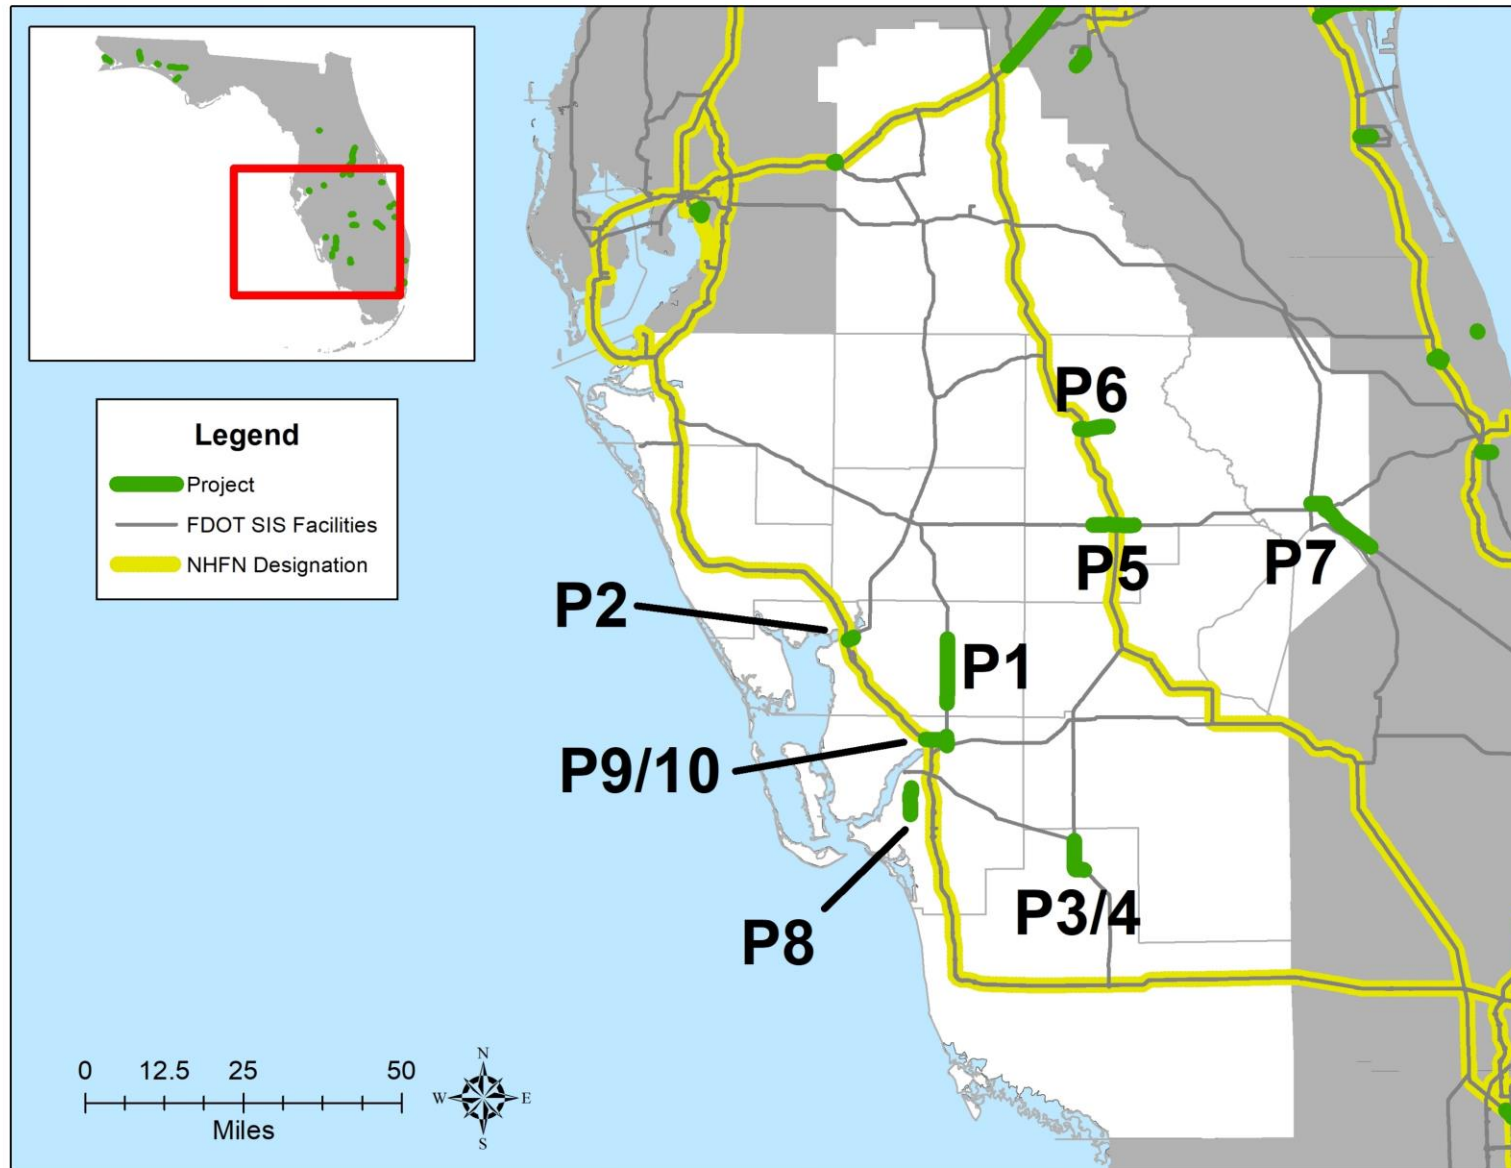 Legend
Project
FDOT SIS Facilities
NHFN Designation
P6
P5
P7
P2
P1
P9/10
P8
P3/4
0 12.5 25 50
Miles
N
W E
S